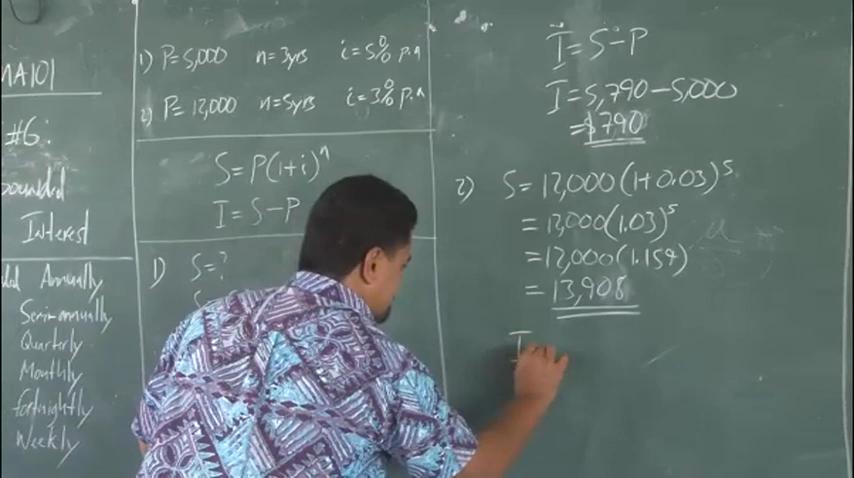 MA101
#6:
Interest
Annually
Semi-annually
Quarterly
Monthly
Fortnightly
Weekly
1) P=5,000 n=3yrs i=5% p.a
2) P=12,000 n=5yrs i=3% p.a
S=P(1+i)^n
I=S-P
1) S=?
I=S-P
I=5,790-5,000
=$790
2) S=12,000(1+0.03)^5
=12,000(1.03)^5
=12,000(1.159)
=13,908
I